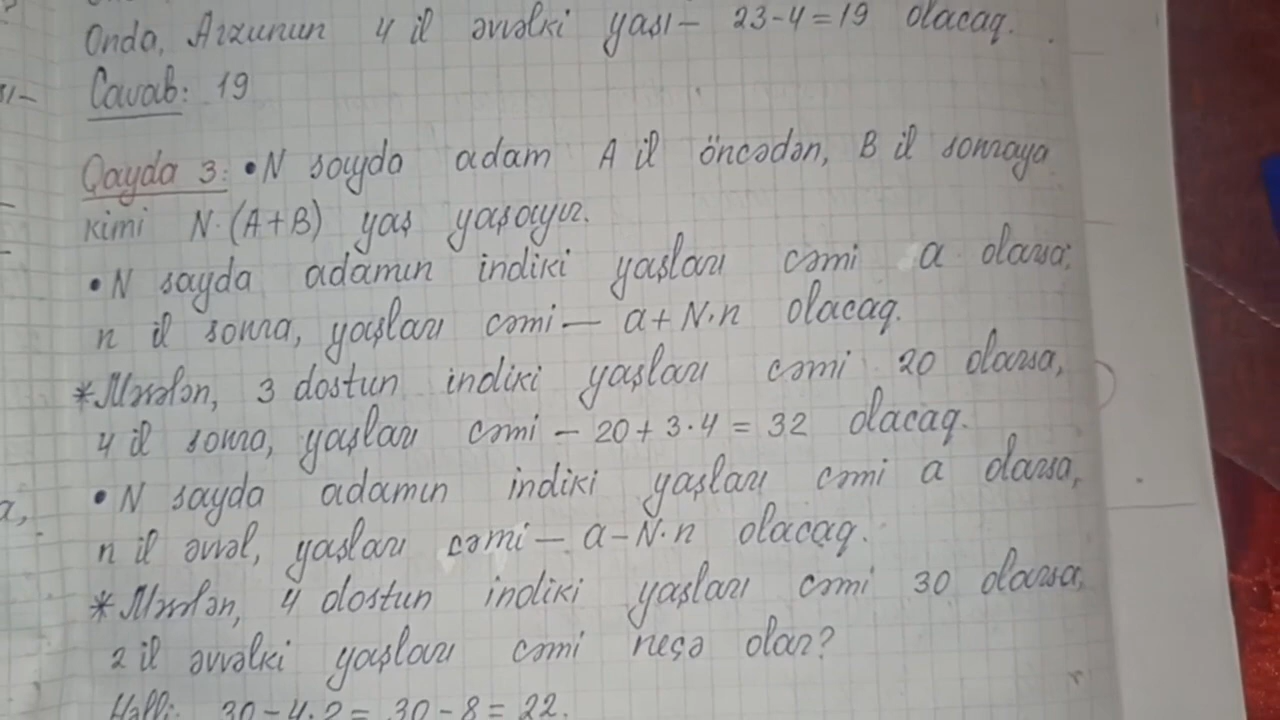 Onda, Arzunun 4 il əvvəlki yaşı – 23-4=19 olacaq.
Cavab: 19
Qayda 3: • N sayda adam A il öncədən, B il sonraya
kimi N·(A+B) yaş yaşayır.
• N sayda adamın indiki yaşları cəmi a olarsa,
n il sonra, yaşları cəmi – a+N·n olacaq.
* Məsələn, 3 dostun indiki yaşları cəmi 20 olarsa,
4 il sonra, yaşları cəmi – 20+3·4=32 olacaq.
• N sayda adamın indiki yaşları cəmi a olarsa,
n il əvvəl, yaşları cəmi – a-N·n olacaq.
* Məsələn, 4 dostun indiki yaşları cəmi 30 olarsa,
2 il əvvəlki yaşları cəmi neçə olar?
Həlli: 30-4·2=30-8=22.